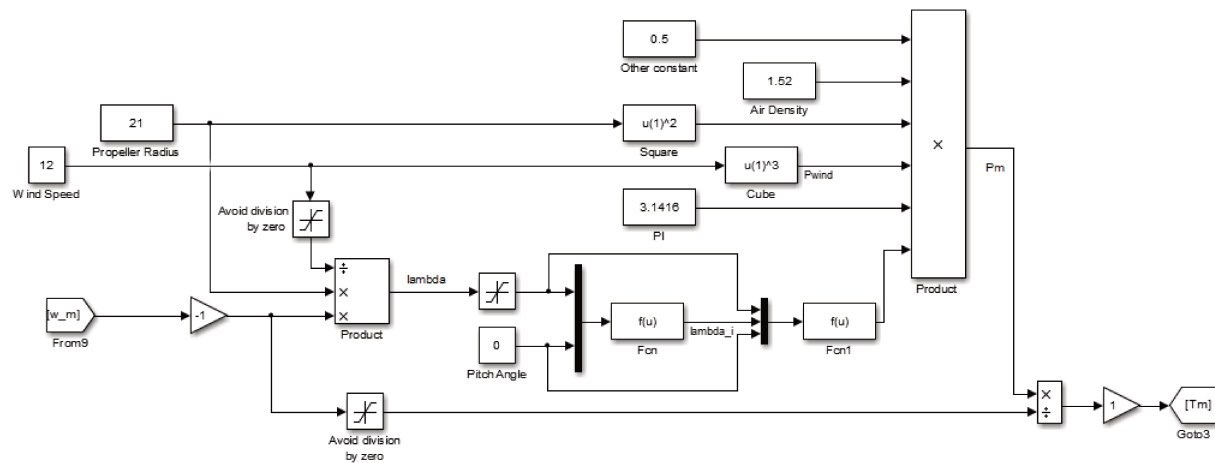 0.5
Other constant
1.52
Air Density
21
Propeller Radius
u(1)^2
Square
×
Pm
12
Wind Speed
u(1)^3
Pwind
Cube
Avoid division
by zero
3.1416
PI
÷
lambda
×
×
Product
Product
[w_m]
From9
-1
0
Pitch Angle
f(u)
Fcn
lambda_i
f(u)
Fcn1
Avoid division
by zero
×
÷
1
[Tm]
Goto3